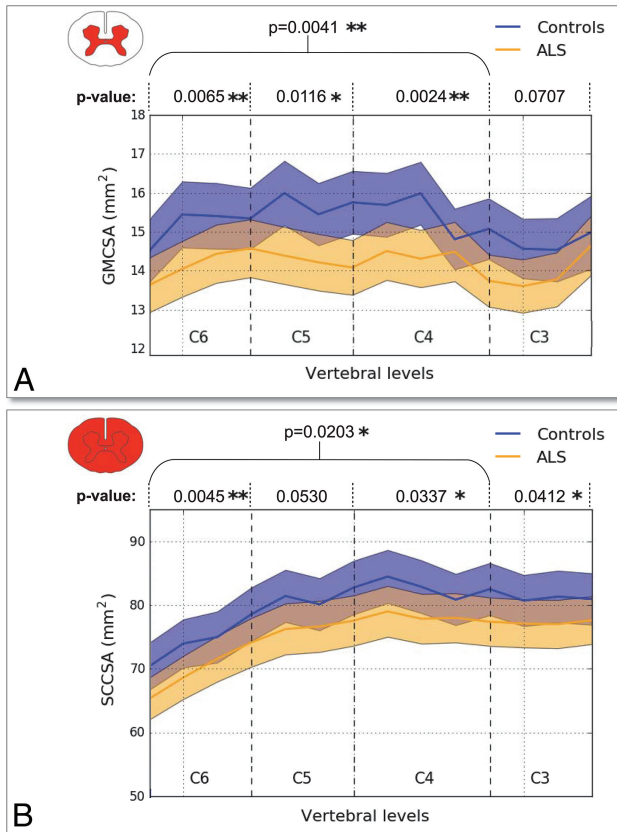 p=0.0041 **
Controls
ALS
p-value: 0.0065 ** 0.0116 * 0.0024 ** 0.0707
18
17
16
15
14
13
12
GMCSA (mm²)
C6 C5 C4 C3
Vertebral levels
A
p=0.0203 *
Controls
ALS
p-value: 0.0045 ** 0.0530 0.0337 * 0.0412 *
90
80
70
60
50
SCCSA (mm²)
C6 C5 C4 C3
Vertebral levels
B